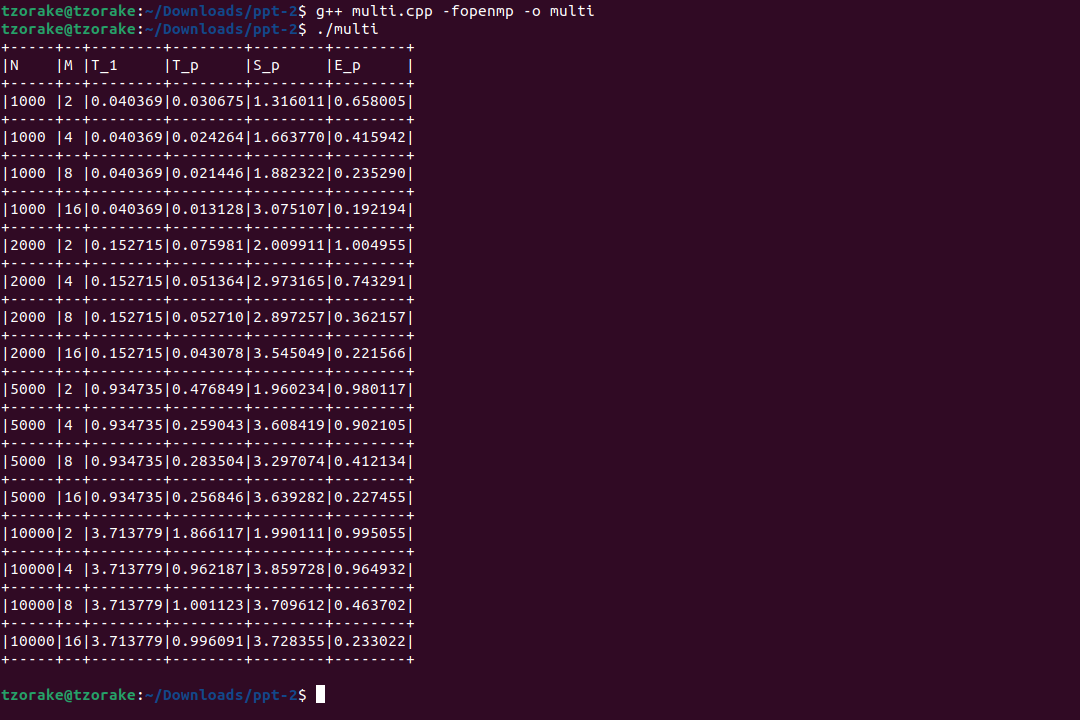 tzorake@tzorake:~/Downloads/ppt-2$ g++ multi.cpp -fopenmp -o multi
tzorake@tzorake:~/Downloads/ppt-2$ ./multi
+-----+--+--------+--------+--------+--------+
|N    |M |T_1     |T_p     |S_p     |E_p     |
+-----+--+--------+--------+--------+--------+
|1000 |2 |0.040369|0.030675|1.316011|0.658005|
+-----+--+--------+--------+--------+--------+
|1000 |4 |0.040369|0.024264|1.663770|0.415942|
+-----+--+--------+--------+--------+--------+
|1000 |8 |0.040369|0.021446|1.882322|0.235290|
+-----+--+--------+--------+--------+--------+
|1000 |16|0.040369|0.013128|3.075107|0.192194|
+-----+--+--------+--------+--------+--------+
|2000 |2 |0.152715|0.075981|2.009911|1.004955|
+-----+--+--------+--------+--------+--------+
|2000 |4 |0.152715|0.051364|2.973165|0.743291|
+-----+--+--------+--------+--------+--------+
|2000 |8 |0.152715|0.052710|2.897257|0.362157|
+-----+--+--------+--------+--------+--------+
|2000 |16|0.152715|0.043078|3.545049|0.221566|
+-----+--+--------+--------+--------+--------+
|5000 |2 |0.934735|0.476849|1.960234|0.980117|
+-----+--+--------+--------+--------+--------+
|5000 |4 |0.934735|0.259043|3.608419|0.902105|
+-----+--+--------+--------+--------+--------+
|5000 |8 |0.934735|0.283504|3.297074|0.412134|
+-----+--+--------+--------+--------+--------+
|5000 |16|0.934735|0.256846|3.639282|0.227455|
+-----+--+--------+--------+--------+--------+
|10000|2 |3.713779|1.866117|1.990111|0.995055|
+-----+--+--------+--------+--------+--------+
|10000|4 |3.713779|0.962187|3.859728|0.964932|
+-----+--+--------+--------+--------+--------+
|10000|8 |3.713779|1.001123|3.709612|0.463702|
+-----+--+--------+--------+--------+--------+
|10000|16|3.713779|0.996091|3.728355|0.233022|
+-----+--+--------+--------+--------+--------+
tzorake@tzorake:~/Downloads/ppt-2$